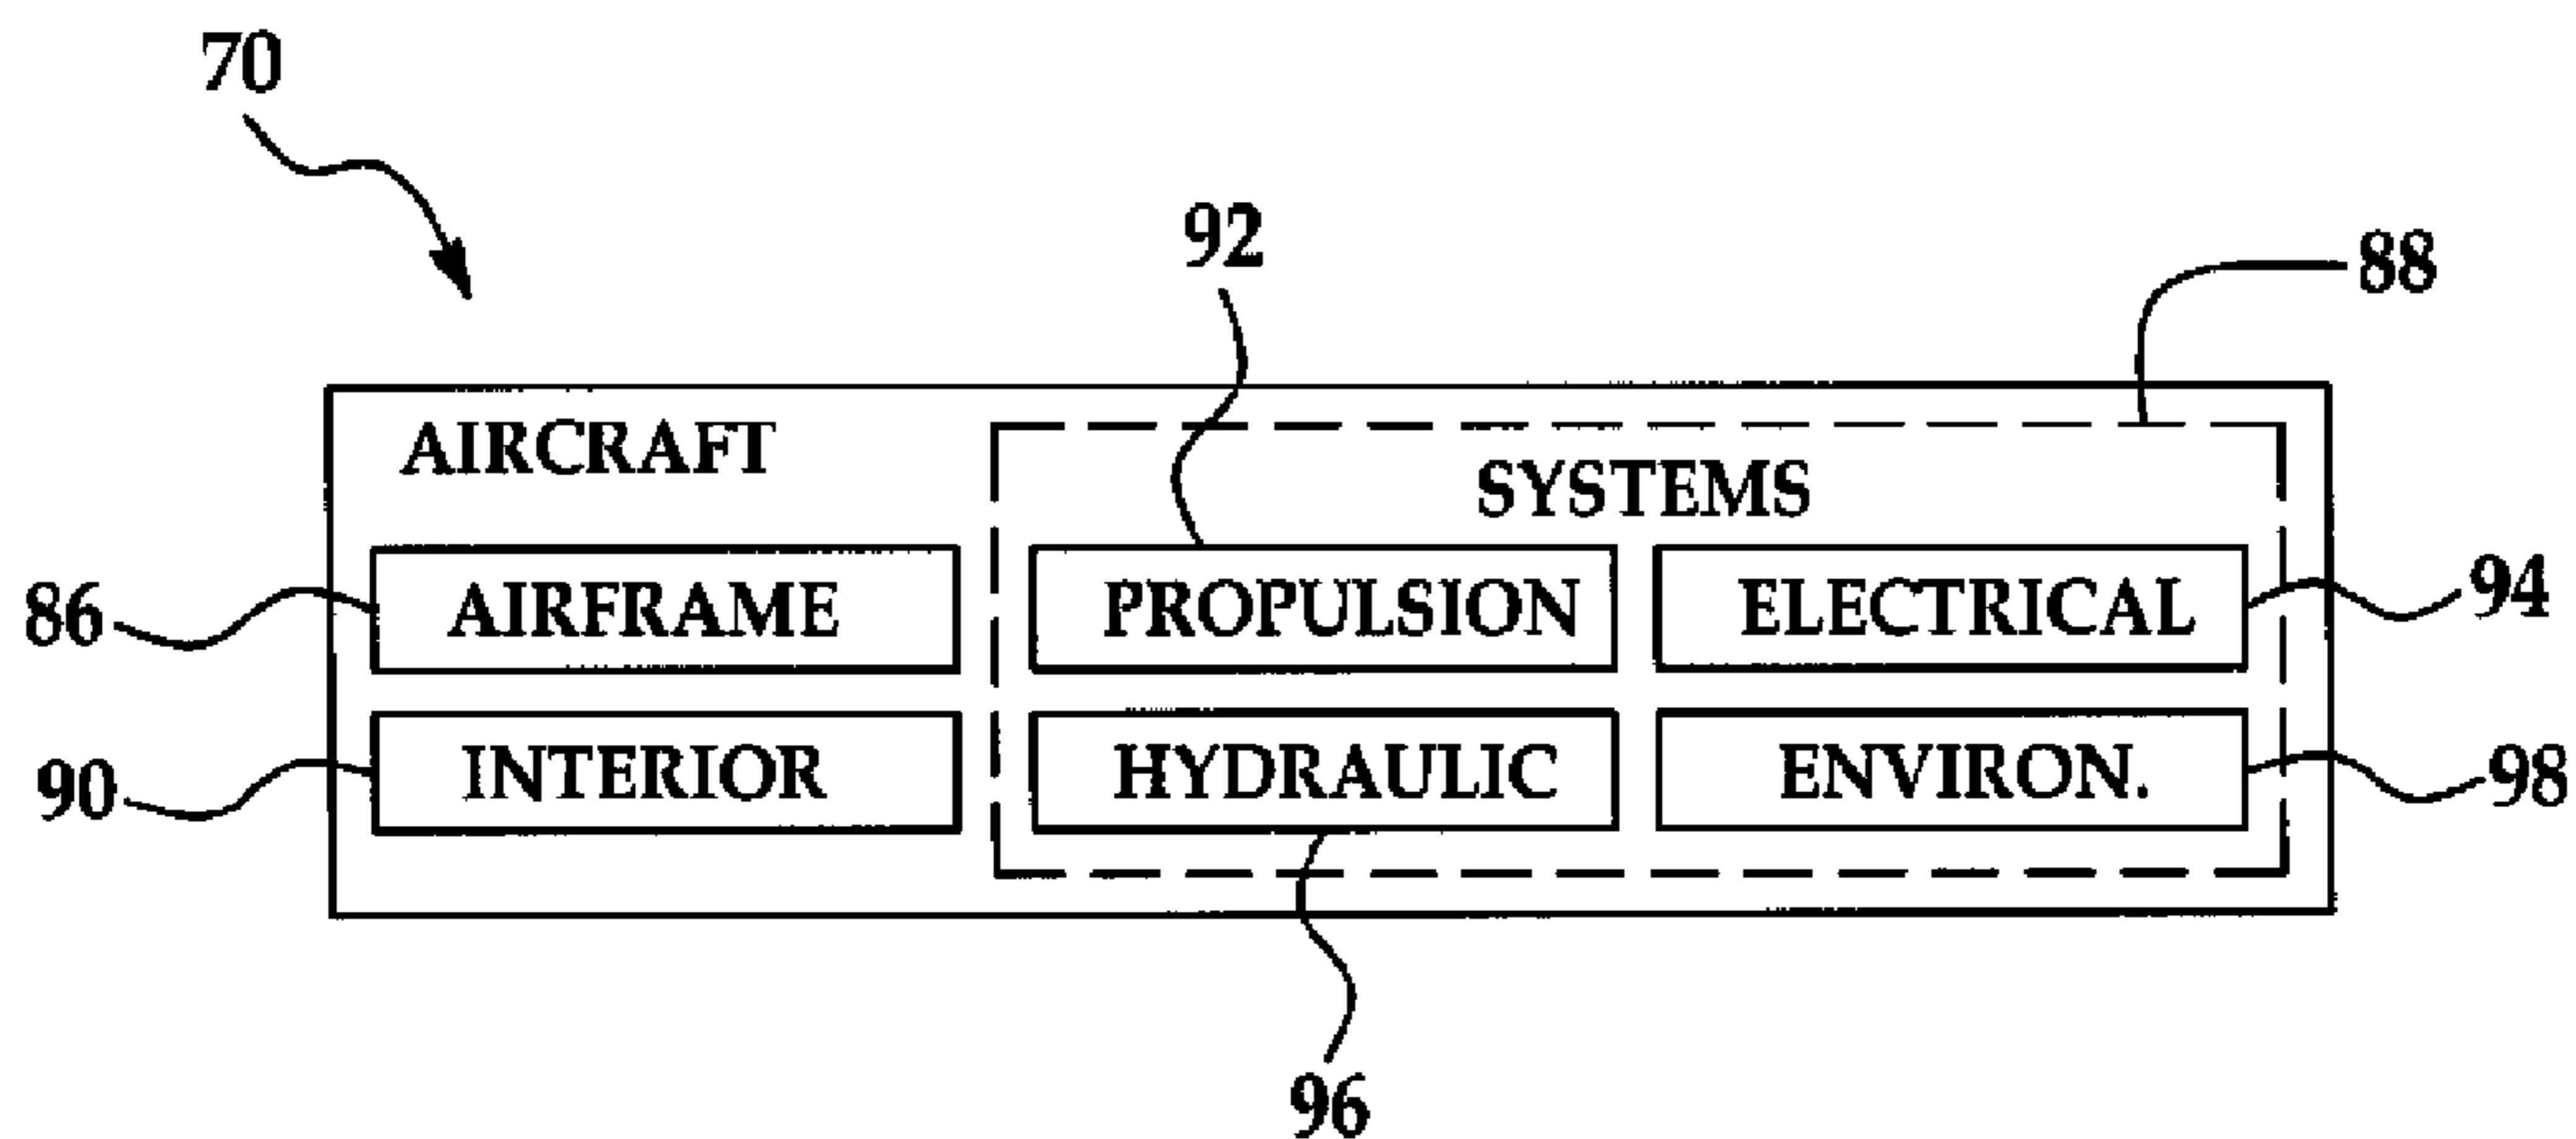 70
92
88
AIRCRAFT
SYSTEMS
86 AIRFRAME PROPULSION ELECTRICAL 94
90 INTERIOR HYDRAULIC ENVIRON. 98
96